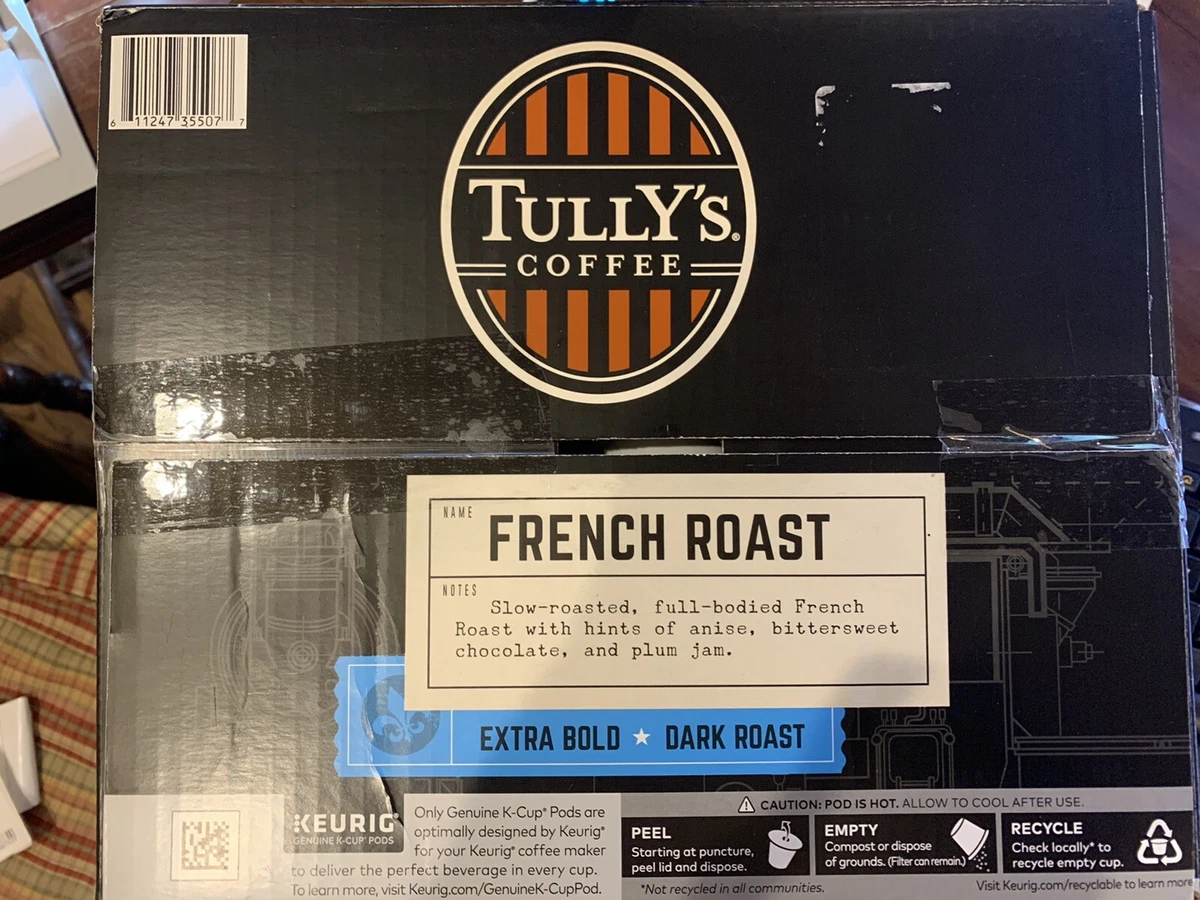 6 11247 35507 7
TULLY'S®
COFFEE
NAME
FRENCH ROAST
NOTES
Slow-roasted, full-bodied French
Roast with hints of anise, bittersweet
chocolate, and plum jam.
EXTRA BOLD ★ DARK ROAST
KEURIG
GENUINE K-CUP® PODS
Only Genuine K-Cup® Pods are
optimally designed by Keurig®
for your Keurig® coffee maker
to deliver the perfect beverage in every cup.
To learn more, visit Keurig.com/GenuineK-CupPod.
CAUTION: POD IS HOT. ALLOW TO COOL AFTER USE.
PEEL
Starting at puncture,
peel lid and dispose.
EMPTY
Compost or dispose
of grounds. (Filter can remain.)
RECYCLE
Check locally* to
recycle empty cup.
*Not recycled in all communities.
Visit Keurig.com/recyclable to learn more